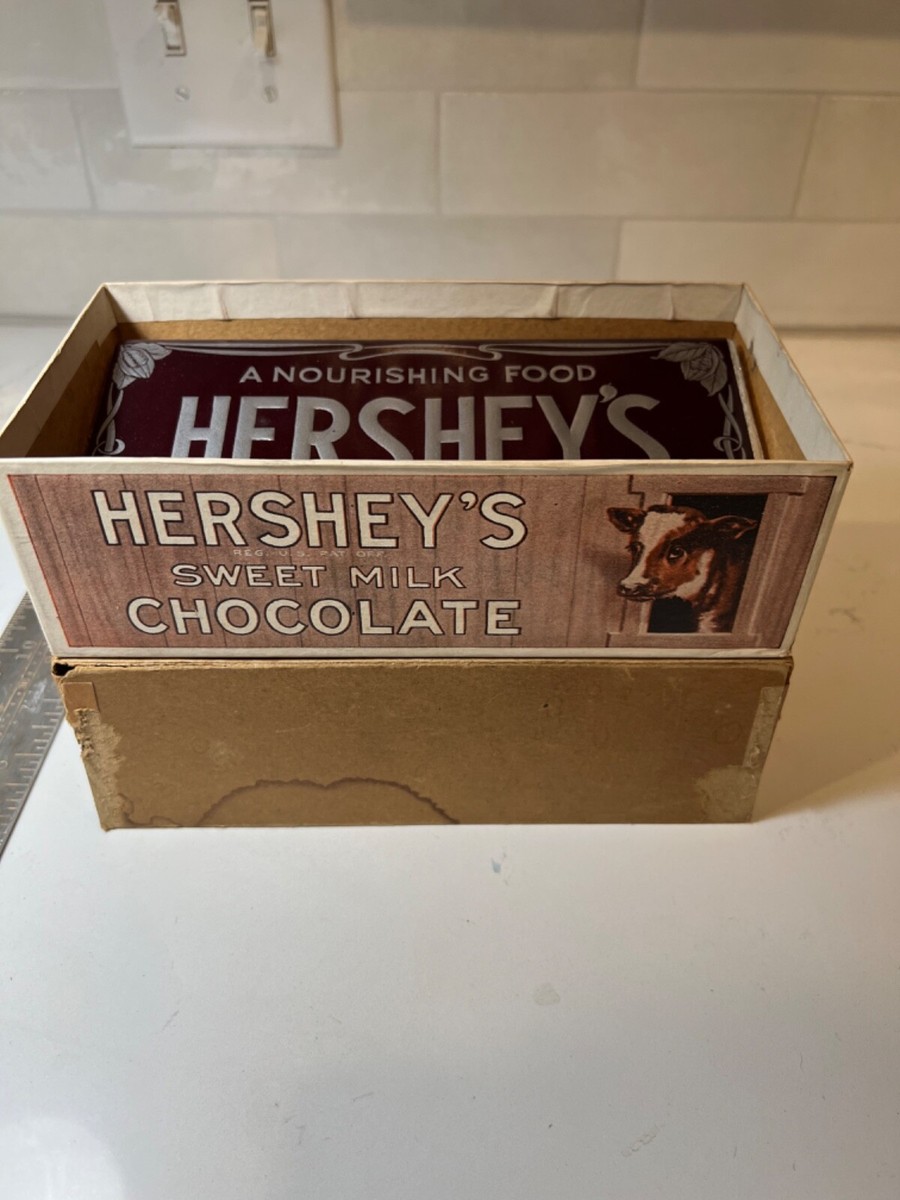 A NOURISHING FOOD
HERSHEY'S
HERSHEY'S
REG. U.S. PAT. OFF.
SWEET MILK
CHOCOLATE